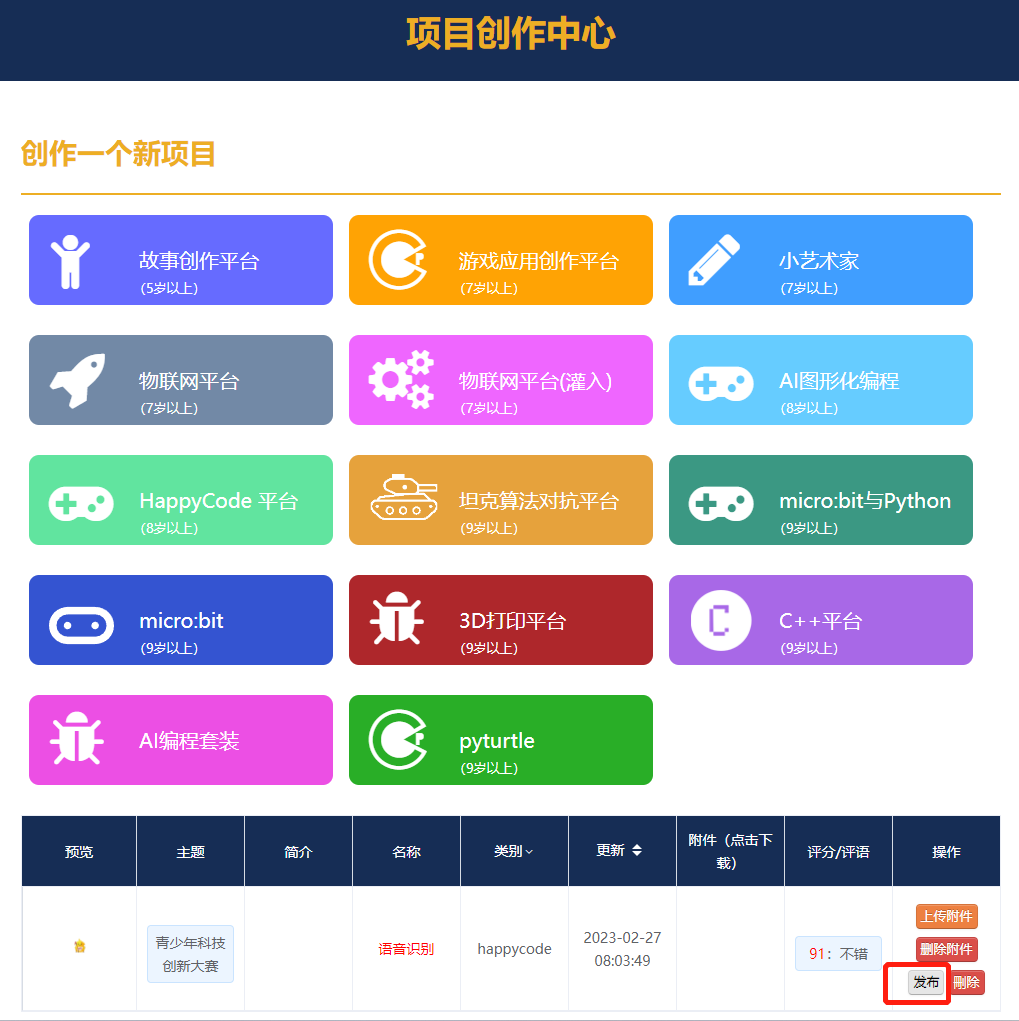 项目创作中心
创作一个新项目
故事创作平台
(5岁以上)
游戏应用创作平台
(7岁以上)
小艺术家
(7岁以上)
物联网平台
(7岁以上)
物联网平台(灌入)
(7岁以上)
AI图形化编程
(8岁以上)
HappyCode 平台
(8岁以上)
坦克算法对抗平台
(9岁以上)
micro:bit与Python
(9岁以上)
micro:bit
(9岁以上)
3D打印平台
(9岁以上)
C++平台
(9岁以上)
AI编程套装
pyturtle
(9岁以上)
预览
主题
简介
名称
类别
更新
附件（点击下
载）
评分/评语
操作
青少年科技
创新大赛
语音识别
happycode
2023-02-27
08:03:49
91：不错
上传附件
删除附件
发布
删除